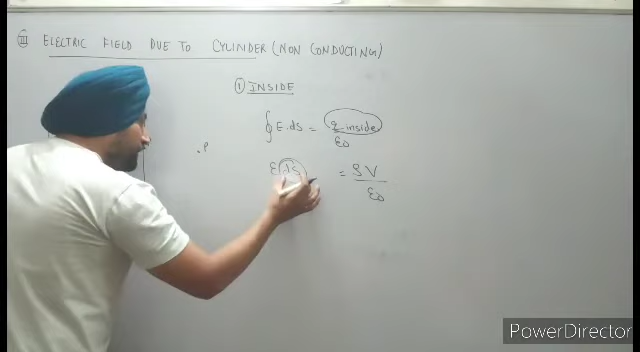 III ELECTRIC FIELD DUE TO CYLINDER (NON CONDUCTING)
① INSIDE
∮ E.ds = q inside / ε0
.P
E ds = ρV / ε0
PowerDirector